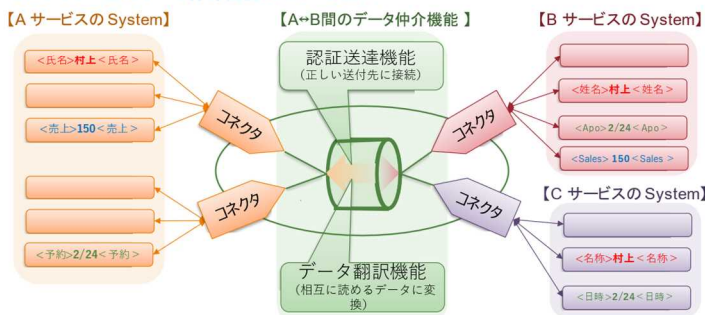 【A サービスの System】
【A↔B間のデータ仲介機能 】
【B サービスの System】
<氏名>村上<氏名>
<売上>150<売上>
<予約>2/24<予約>
コネクタ
コネクタ
認証送達機能
(正しい送付先に接続)
データ翻訳機能
(相互に読めるデータに変
換)
コネクタ
コネクタ
<姓名>村上<姓名>
<Apo>2/24<Apo>
<Sales> 150<Sales>
【C サービスの System】
<名称>村上<名称>
<日時>2/24<日時>